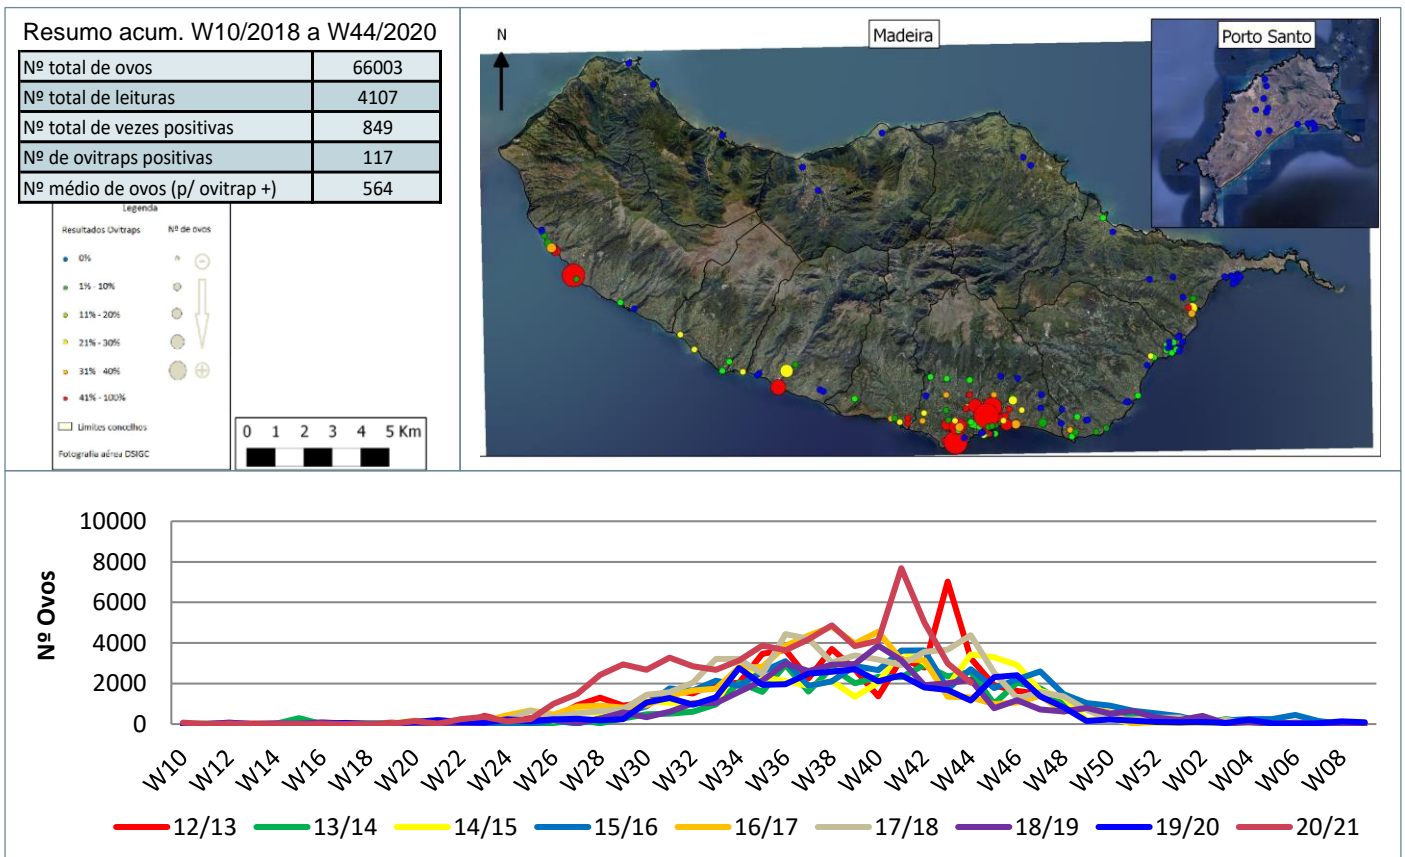 Resumo acum. W10/2018 a W44/2020
Nº total de ovos 66003
Nº total de leituras 4107
Nº total de vezes positivas 849
Nº de ovitraps positivas 117
Nº médio de ovos (p/ ovitrap +) 564
Legenda
Resultados Ovitraps Nº de ovos
0%
1% - 10%
11% - 20%
21% - 30%
31% - 40%
41% - 100%
Limites concelhos
Fotografia aérea DSIGC
0 1 2 3 4 5 Km
N
Madeira
Porto Santo
Nº Ovos
10000
8000
6000
4000
2000
0
W10 W12 W14 W16 W18 W20 W22 W24 W26 W28 W30 W32 W34 W36 W38 W40 W42 W44 W46 W48 W50 W52 W02 W04 W06 W08
12/13 13/14 14/15 15/16 16/17 17/18 18/19 19/20 20/21